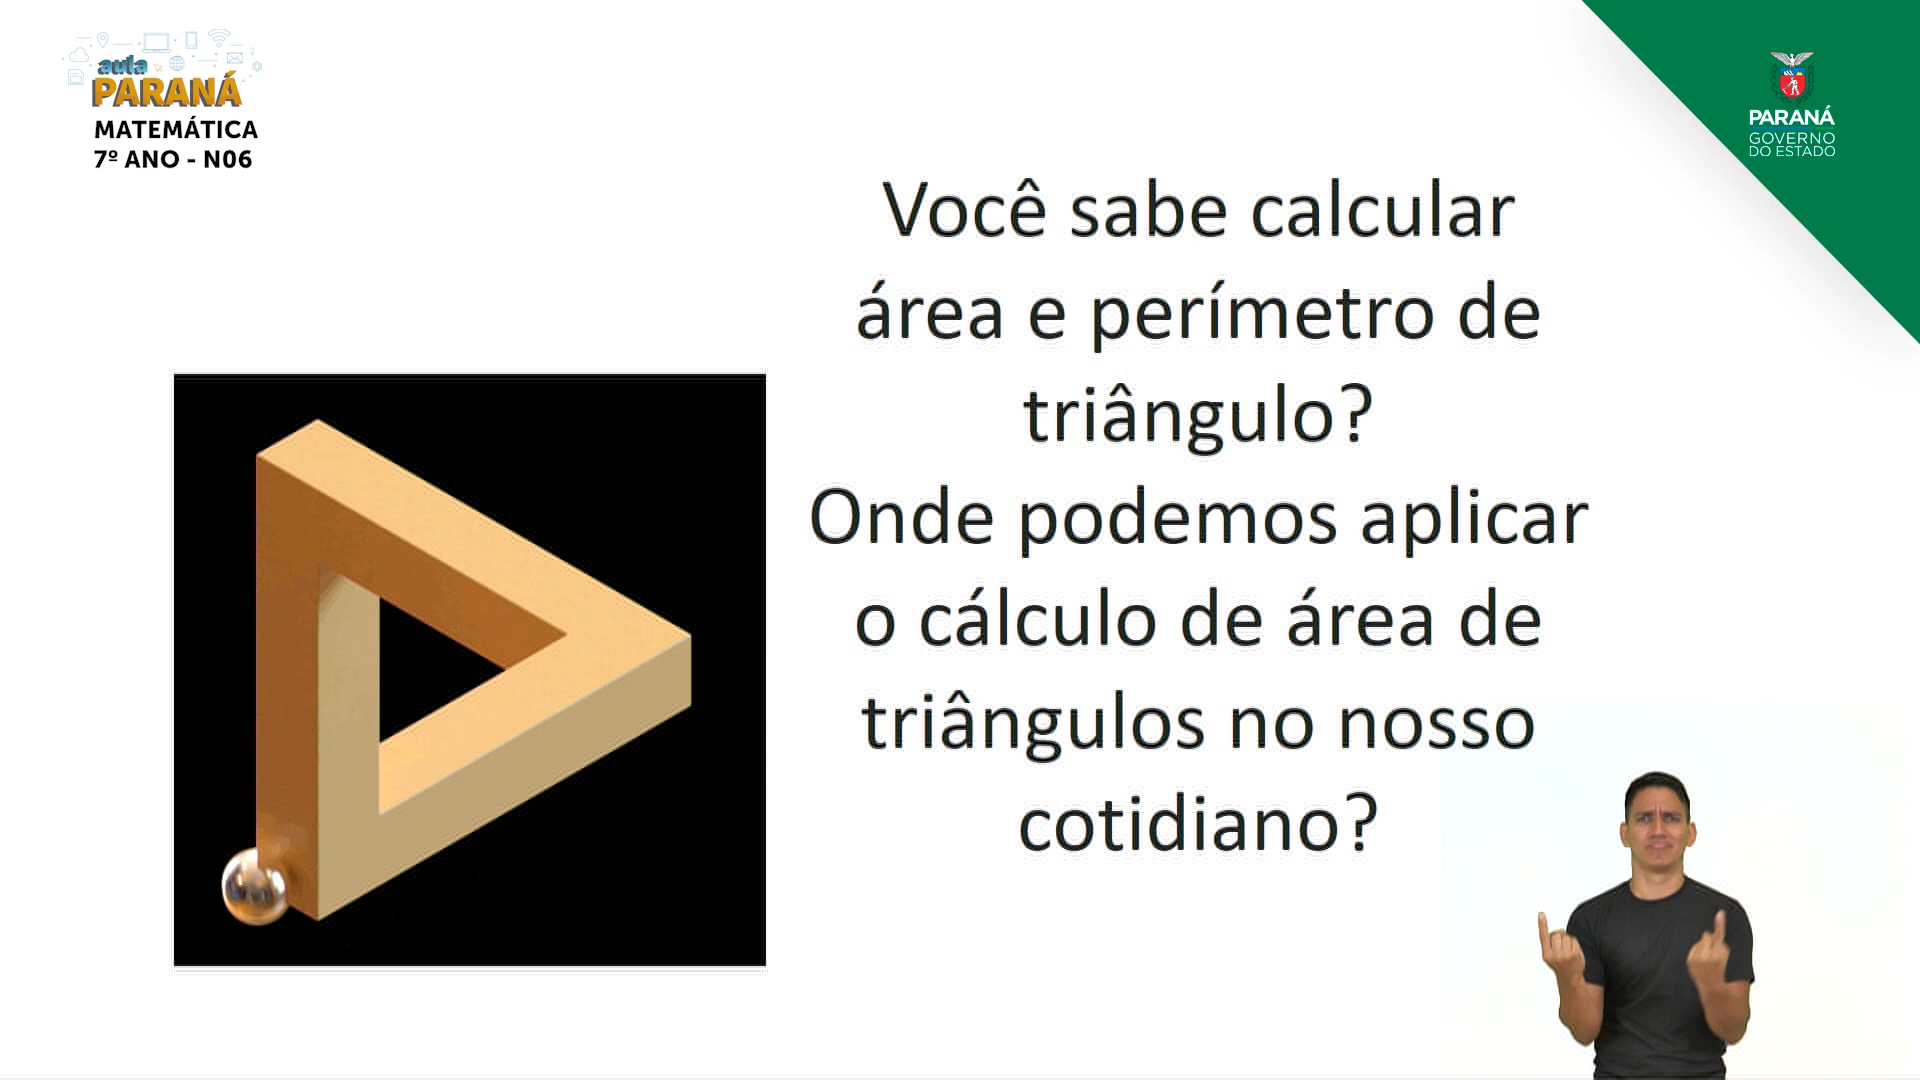 aula
PARANÁ
MATEMÁTICA
7º ANO - N06
PARANÁ
GOVERNO
DO ESTADO
Você sabe calcular
área e perímetro de
triângulo?
Onde podemos aplicar
o cálculo de área de
triângulos no nosso
cotidiano?